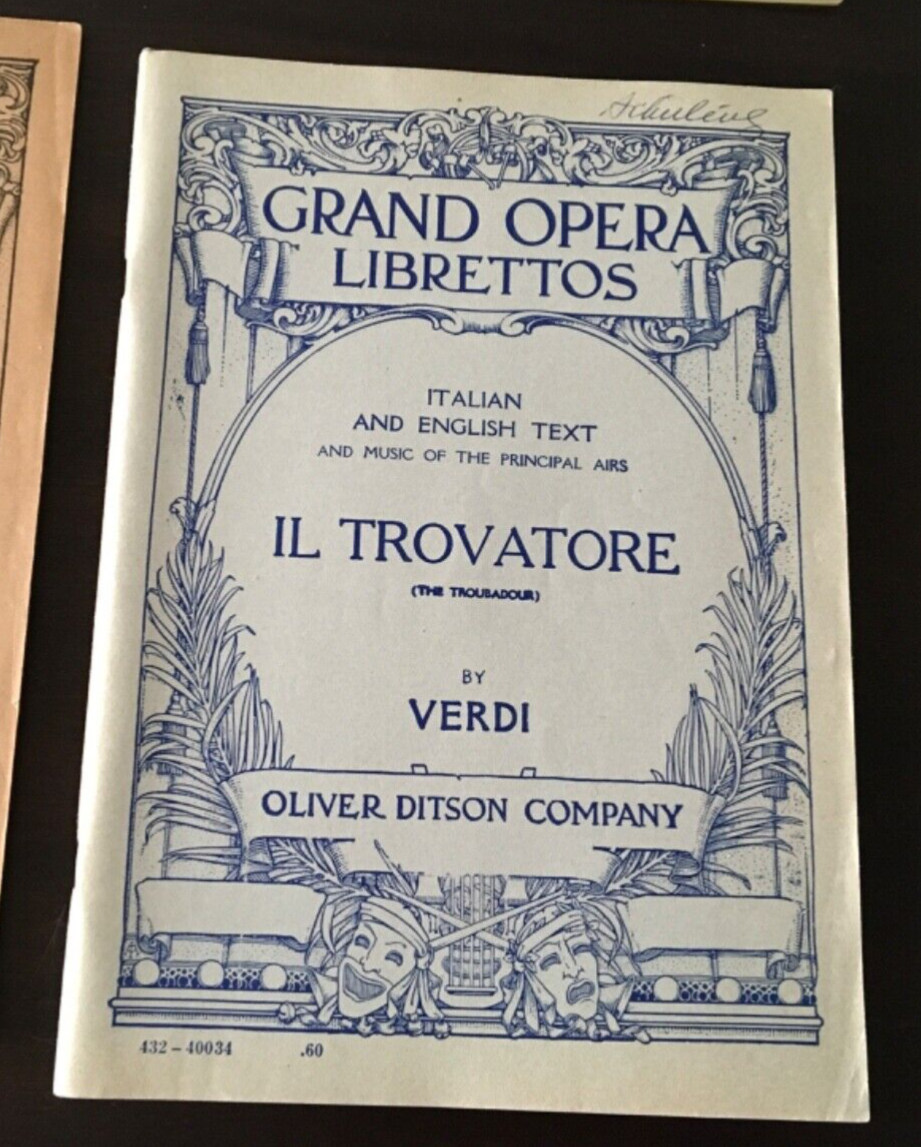 GRAND OPERA
LIBRETTOS
ITALIAN
AND ENGLISH TEXT
AND MUSIC OF THE PRINCIPAL AIRS
IL TROVATORE
(THE TROUBADOUR)
BY
VERDI
OLIVER DITSON COMPANY
432 – 40034 .60